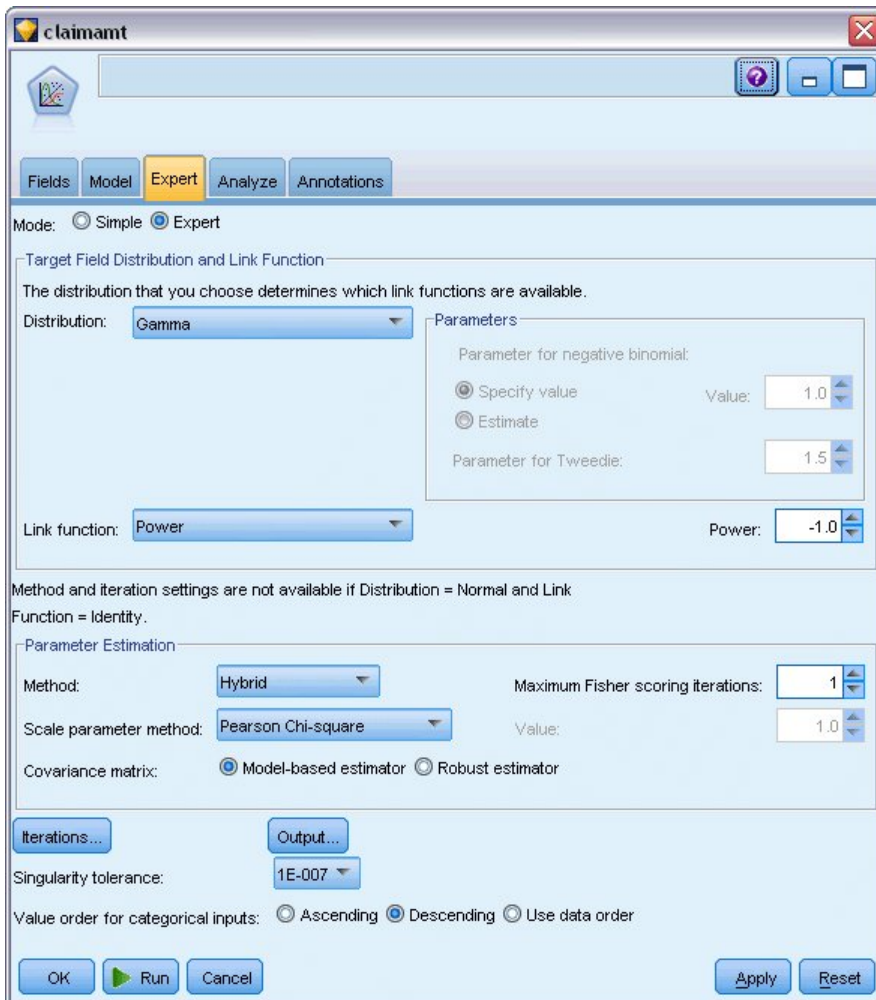 claimamt
Fields Model Expert Analyze Annotations
Mode: Simple Expert
Target Field Distribution and Link Function
The distribution that you choose determines which link functions are available.
Distribution: Gamma
Parameters
Parameter for negative binomial:
Specify value Value: 1.0
Estimate
Parameter for Tweedie: 1.5
Link function: Power Power: -1.0
Method and iteration settings are not available if Distribution = Normal and Link
Function = Identity.
Parameter Estimation
Method: Hybrid Maximum Fisher scoring iterations: 1
Scale parameter method: Pearson Chi-square Value: 1.0
Covariance matrix: Model-based estimator Robust estimator
Iterations... Output...
Singularity tolerance: 1E-007
Value order for categorical inputs: Ascending Descending Use data order
OK Run Cancel Apply Reset